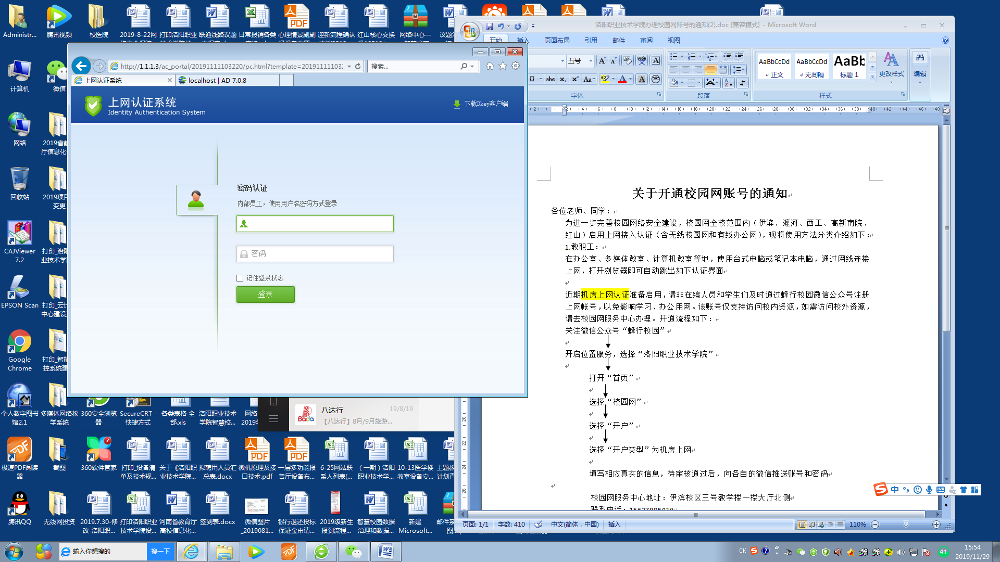 Administr...
腾讯视频
校医院
2019-8-22网
打印洛阳职
联通线路议题
日常报销各类
心理情景剧剧
迎新流程确认
红山核心交换
网络中心—
洛阳职业技术学院办理校园网账号的通知(2).doc [兼容模式] - Microsoft Word
开始
插入
页面布局
引用
邮件
审阅
视图
五号
字体
段落
AaBbCcDd
AaBbCcDd
AaBb
正文
无间隔
标题 1
更改样式
编辑
样式
http://1.1.1.3/ac_portal/20191111103220/pc.html?template=201911111032
搜索...
上网认证系统
localhost | AD 7.0.8
上网认证系统
Identity Authentication System
下载Dkey客户端
密码认证
内部员工，使用用户名密码方式登录
密码
记住登录状态
登录
关于开通校园网账号的通知
各位老师、同学：
为进一步完善校园网络安全建设，校园网全校范围内（伊滨、瀍河、西工、高新南院、
红山）启用上网接入认证（含无线校园网和有线办公网），现将使用方法分类介绍如下：
1.教职工：
在办公室、多媒体教室、计算机教室等地，使用台式电脑或笔记本电脑，通过网线连接
上网，打开浏览器即可自动跳出如下认证界面
近期机房上网认证准备启用，请非在编人员和学生们及时通过蜂行校园微信公众号注册
上网帐号，以免影响学习、办公用网。该账号仅支持访问校内资源，如需访问校外资源，
请去校园网服务中心办理。开通流程如下：
关注微信公众号“蜂行校园”
开启位置服务，选择“洛阳职业技术学院”
打开“首页”
选择“校园网”
选择“开户”
选择“开户类型”为机房上网
填写相应真实的信息，待审核通过后，向各自的微信推送账号和密码
校园网服务中心地址：伊滨校区三号教学楼一楼大厅北侧
页面: 1/1
字数: 410
中文(简体，中国)
插入
110%
计算机
微信
网络
2019省教
厅信息化
回收站
2019项目
变更
CAJViewer
7.2
打印_洛阳
业技术学
EPSON Scan
打印_云计
中心建设
Google
Chrome
打印_智能
控系统建
个人数字图书
馆2.1
多媒体网络教
学系统
360安全浏览
器
SecureCRT -
快捷方式
各类表格 全
部.xls
洛阳职业技术
学院智慧校...
网络
2019年
八达行
19/8/19
【八达行】8月/9月旅游...
Bada
极速PDF阅读
器
截图
360软件管家
打印_设备清
单及技术规...
关于《洛阳职
业技术学院...
拟聘用人员汇
总表.docx
微机原理及接
口技术.pdf
一层多功能报
告厅设备布...
6-25网站联
系人列表(...
（一期）洛阳
职业技术学...
10-13医学楼
教室设备安...
主题教
计划直
腾讯QQ
无线网投资
2019.7.30-修
改-洛阳职...
打印洛阳职业
技术学院设...
河南省教育厅
高校信息化...
签到表.docx
微信图片
_2019081...
银行退还投标
保证金申请...
2019级新生
报到流程...
智慧校园数据
治理和数据...
新建
Microsoft...
邮件系
中
输入你想搜的
搜一下
CH
41
15:54
2019/11/29